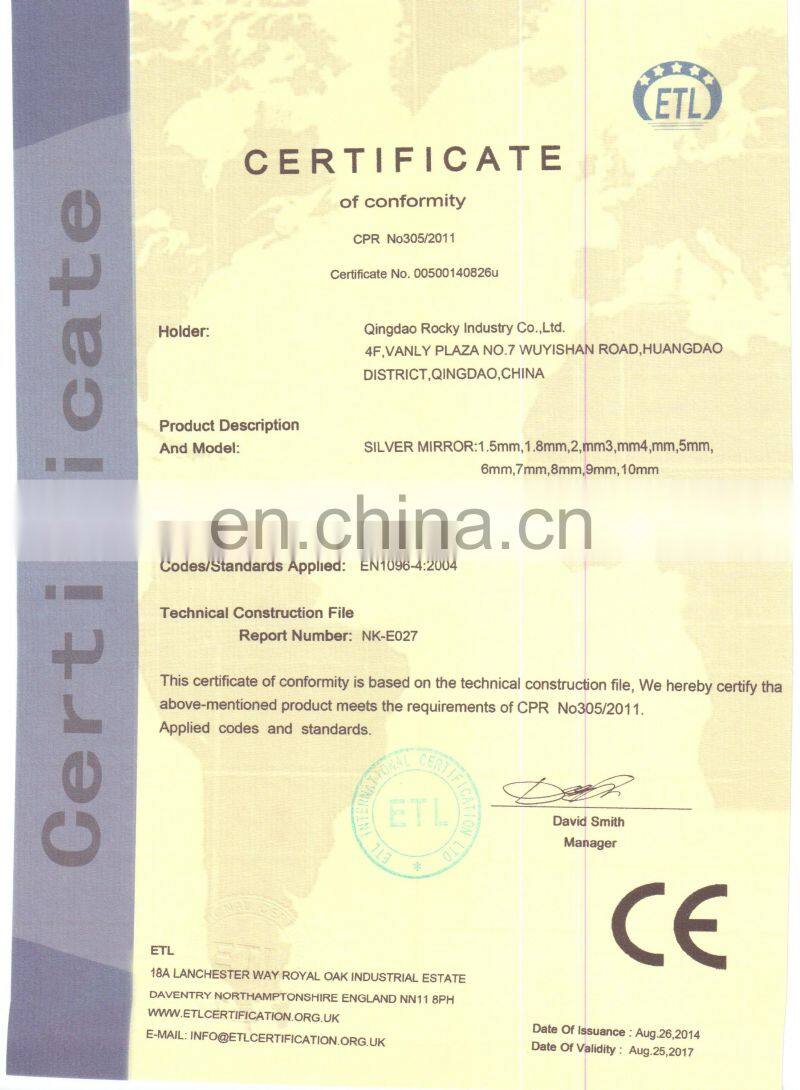 Certificate
ETL
CERTIFICATE
of conformity
CPR No305/2011
Certificate No. 00500140826u
Holder: Qingdao Rocky Industry Co.,Ltd.
4F,VANLY PLAZA NO.7 WUYISHAN ROAD,HUANGDAO
DISTRICT,QINGDAO,CHINA
Product Description
And Model: SILVER MIRROR:1.5mm,1.8mm,2,mm3,mm4,mm,5mm,
6mm,7mm,8mm,9mm,10mm
en.china.cn
Codes/Standards Applied: EN1096-4:2004
Technical Construction File
Report Number: NK-E027
This certificate of conformity is based on the technical construction file, We hereby certify tha
above-mentioned product meets the requirements of CPR No305/2011.
Applied codes and standards.
ETL INTERNATIONAL CERTIFICATION LTD
ETL
David Smith
Manager
CE
ETL
ETL
18A LANCHESTER WAY ROYAL OAK INDUSTRIAL ESTATE
DAVENTRY NORTHAMPTONSHIRE ENGLAND NN11 8PH
WWW.ETLCERTIFICATION.ORG.UK
E-MAIL: INFO@ETLCERTIFICATION.ORG.UK
Date Of Issuance : Aug.26,2014
Date Of Validity : Aug.25,2017